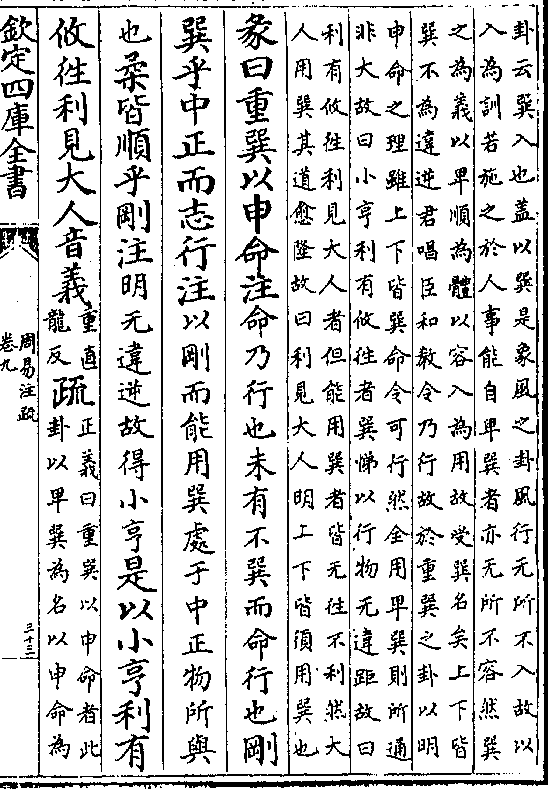 卦云巽入也蓋以巽是象風之卦風行无所不入故以
入為訓若施之於人事能自卑巽者亦无所不容然巽
之為義以卑順為體以容入為用故受巽名矣上下皆
巽不為違逆君唱臣和教令乃行故於重巽之卦以明
申命之理雖上下皆巽命令可行然全用卑巽則所通
非大故曰小亨利有攸往者巽悌以行物无違距故曰
利有攸往利見大人者但能用巽者皆无往不利然大
人用巽其道愈隆故曰利見大人明上下皆須用巽也
彖曰重巽以申命注命乃行也未有不巽而命行也剛
巽乎中正而志行注以剛而能用巽處于中正物所與
也柔皆順乎剛注明无違逆故得小亨是以小亨利有
攸往利見大人音義重直龍反疏正義曰重巽以申命者此
卦以卑巽為名以申命為
欽定四庫全書
周易注疏
卷九
三十三